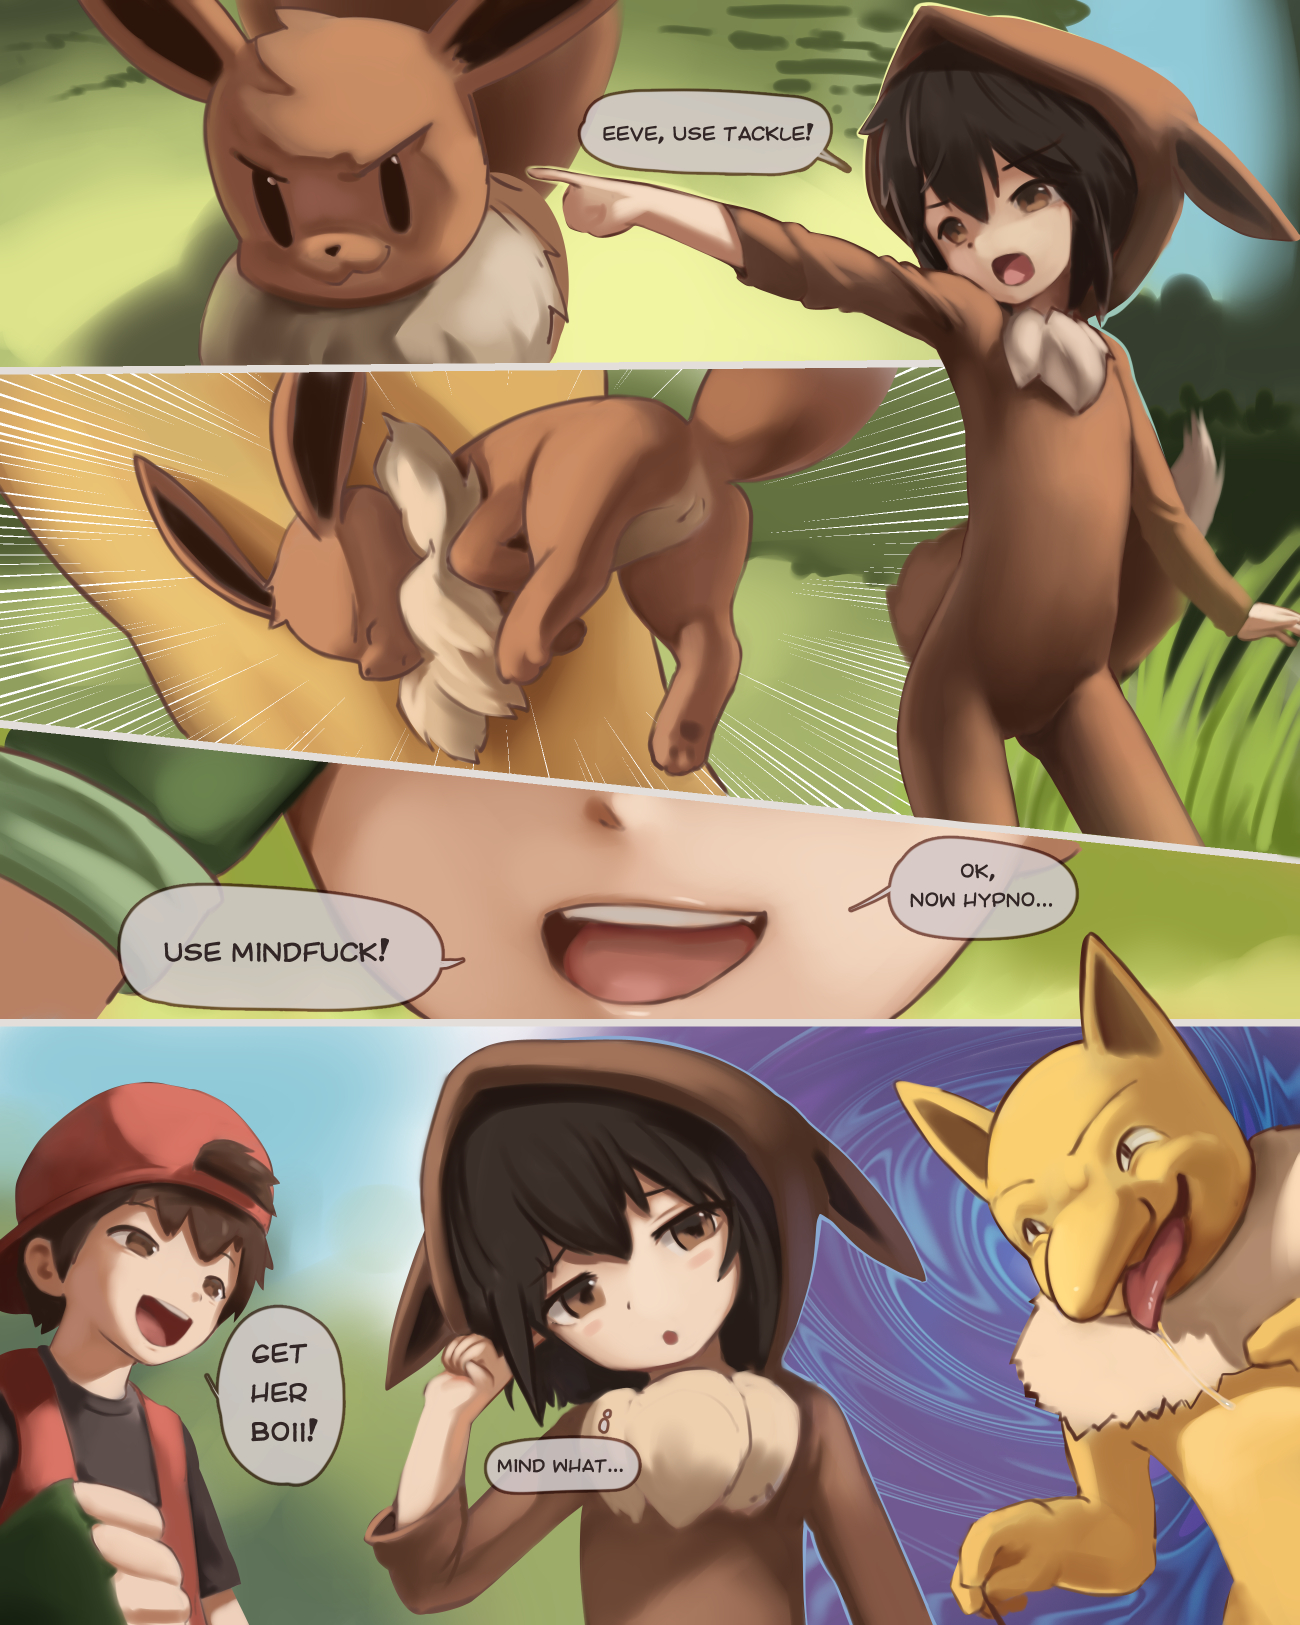 EEVE, USE TACKLE!
OK,
NOW HYPNO...
USE MINDFUCK!
GET
HER
BOII!
MIND WHAT...